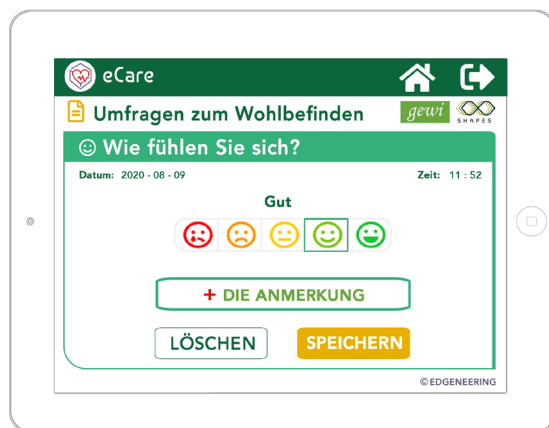 eCare
Umfragen zum Wohlbefinden
gewi
SHAPES
Wie fühlen Sie sich?
Datum: 2020 - 08 - 09 Zeit: 11 : 52
Gut
+ DIE ANMERKUNG
LÖSCHEN SPEICHERN
© EDGENEERING